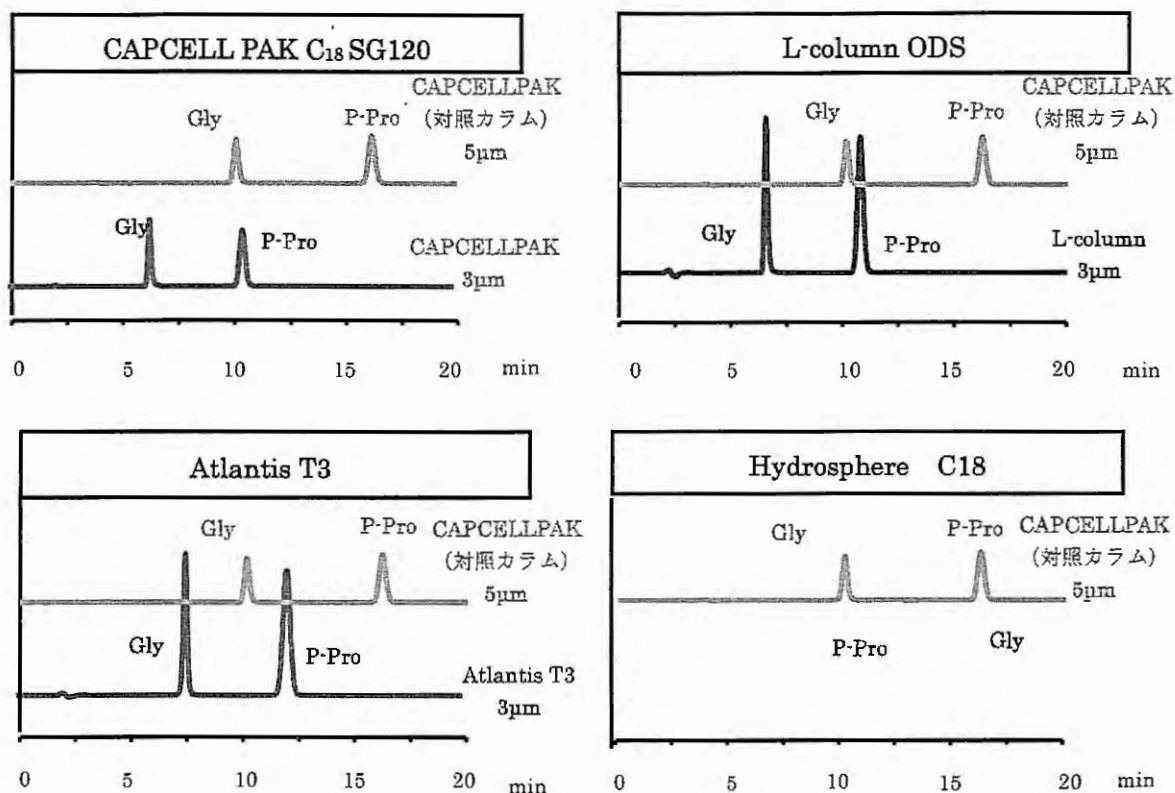 CAPCELL PAK C₁₈ SG120
CAPCELLPAK
Gly P-Pro (対照カラム)
5μm
Gly
P-Pro CAPCELLPAK
3μm
0 5 10 15 20 min
L-column ODS
CAPCELLPAK
Gly P-Pro (対照カラム)
5μm
Gly P-Pro L-column
3μm
0 5 10 15 20 min
Atlantis T3
Gly P-Pro CAPCELLPAK
(対照カラム)
5μm
Gly P-Pro
Atlantis T3
3μm
0 5 10 15 20 min
Hydrosphere C18
Gly P-Pro CAPCELLPAK
(対照カラム)
5μm
P-Pro Gly
0 5 10 15 20 min